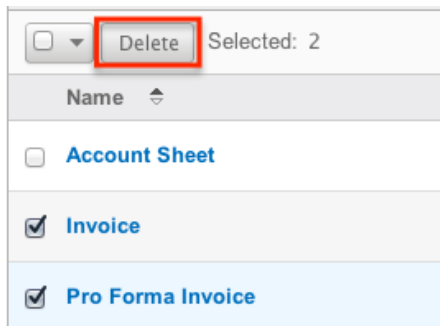 Delete Selected: 2
Name
Account Sheet
Invoice
Pro Forma Invoice